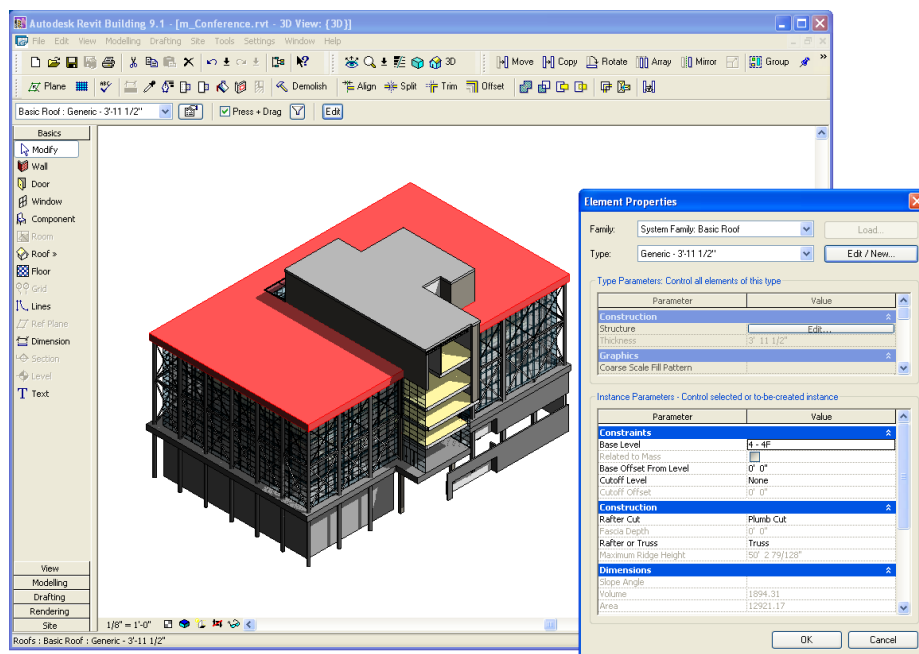 Autodesk Revit Building 9.1 - [m_Conference.rvt - 3D View: {3D}]
File Edit View Modelling Drafting Site Tools Settings Window Help
3D Move Copy Rotate Array Mirror Group »
Plane Demolish Align Split Trim Offset
Basic Roof : Generic - 3'-11 1/2" Press + Drag Edit
Basics
Modify
Wall
Door
Window
Component
Room
Roof »
Floor
Grid
Lines
Ref Plane
Dimension
Section
Level
Text
View
Modelling
Drafting
Rendering
Site
1/8" = 1'-0"
Roofs : Basic Roof : Generic - 3'-11 1/2"
Element Properties
Family: System Family: Basic Roof Load...
Type: Generic - 3'-11 1/2" Edit / New...
Type Parameters: Control all elements of this type
Parameter Value
Construction
Structure Edit...
Thickness 3' 11 1/2"
Graphics
Coarse Scale Fill Pattern
Instance Parameters - Control selected or to-be-created instance
Parameter Value
Constraints
Base Level 4 - 4F
Related to Mass
Base Offset From Level 0' 0"
Cutoff Level None
Cutoff Offset 0' 0"
Construction
Rafter Cut Plumb Cut
Fascia Depth 0' 0"
Rafter or Truss Truss
Maximum Ridge Height 50' 2 79/128"
Dimensions
Slope Angle
Volume 1894.31
Area 12921.17
OK Cancel